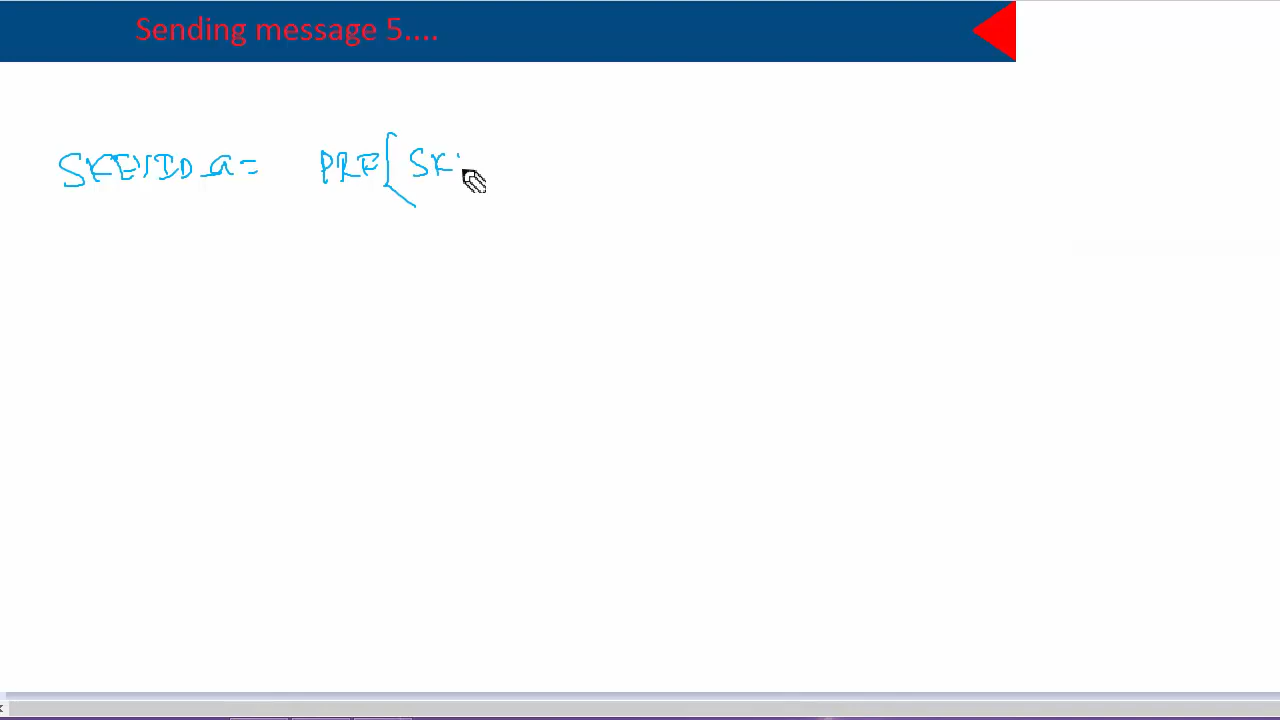 Sending message 5....
SKEYID_a = PRF[ SK